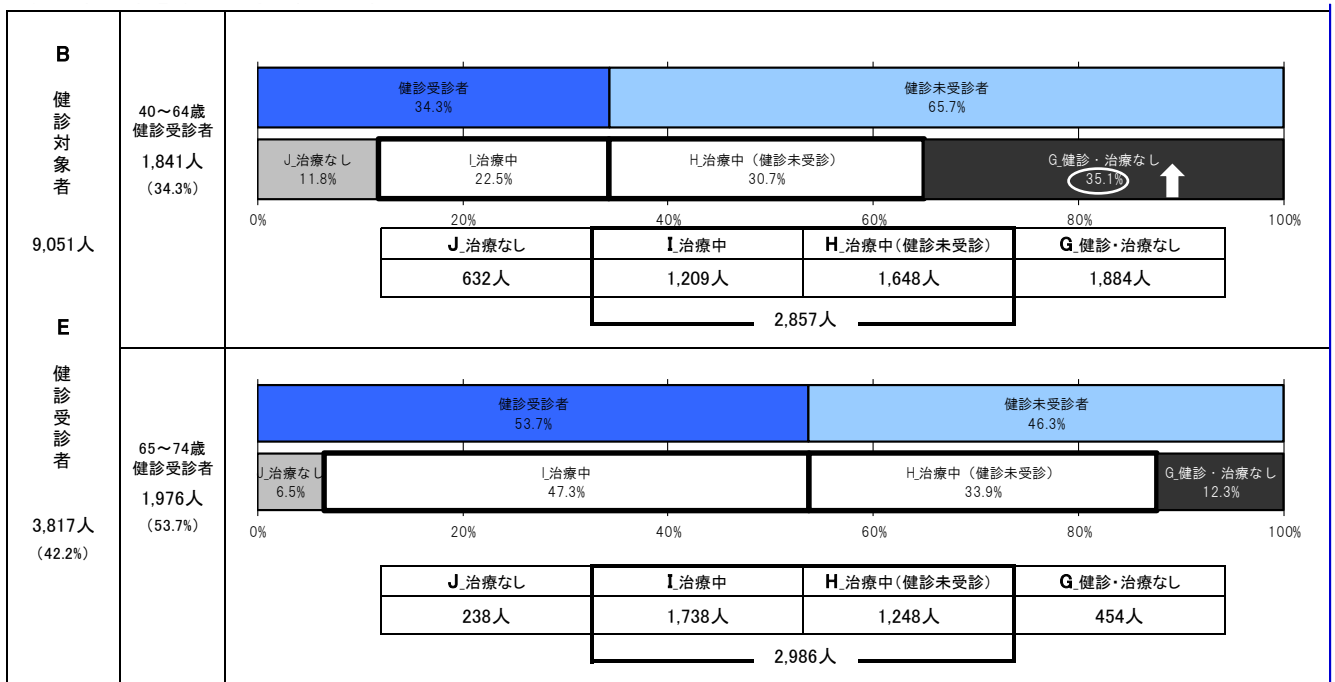 B
健診対象者
9,051人
E
健診受診者
3,817人
(42.2%)
40～64歳
健診受診者
1,841人
(34.3%)
健診受診者
34.3%
健診未受診者
65.7%
J_治療なし
11.8%
I_治療中
22.5%
H_治療中（健診未受診）
30.7%
G_健診・治療なし
35.1%
0% 20% 40% 60% 80% 100%
J_治療なし I_治療中 H_治療中(健診未受診) G_健診・治療なし
632人 1,209人 1,648人 1,884人
2,857人
65～74歳
健診受診者
1,976人
(53.7%)
健診受診者
53.7%
健診未受診者
46.3%
J_治療なし
6.5%
I_治療中
47.3%
H_治療中（健診未受診）
33.9%
G_健診・治療なし
12.3%
0% 20% 40% 60% 80% 100%
J_治療なし I_治療中 H_治療中(健診未受診) G_健診・治療なし
238人 1,738人 1,248人 454人
2,986人